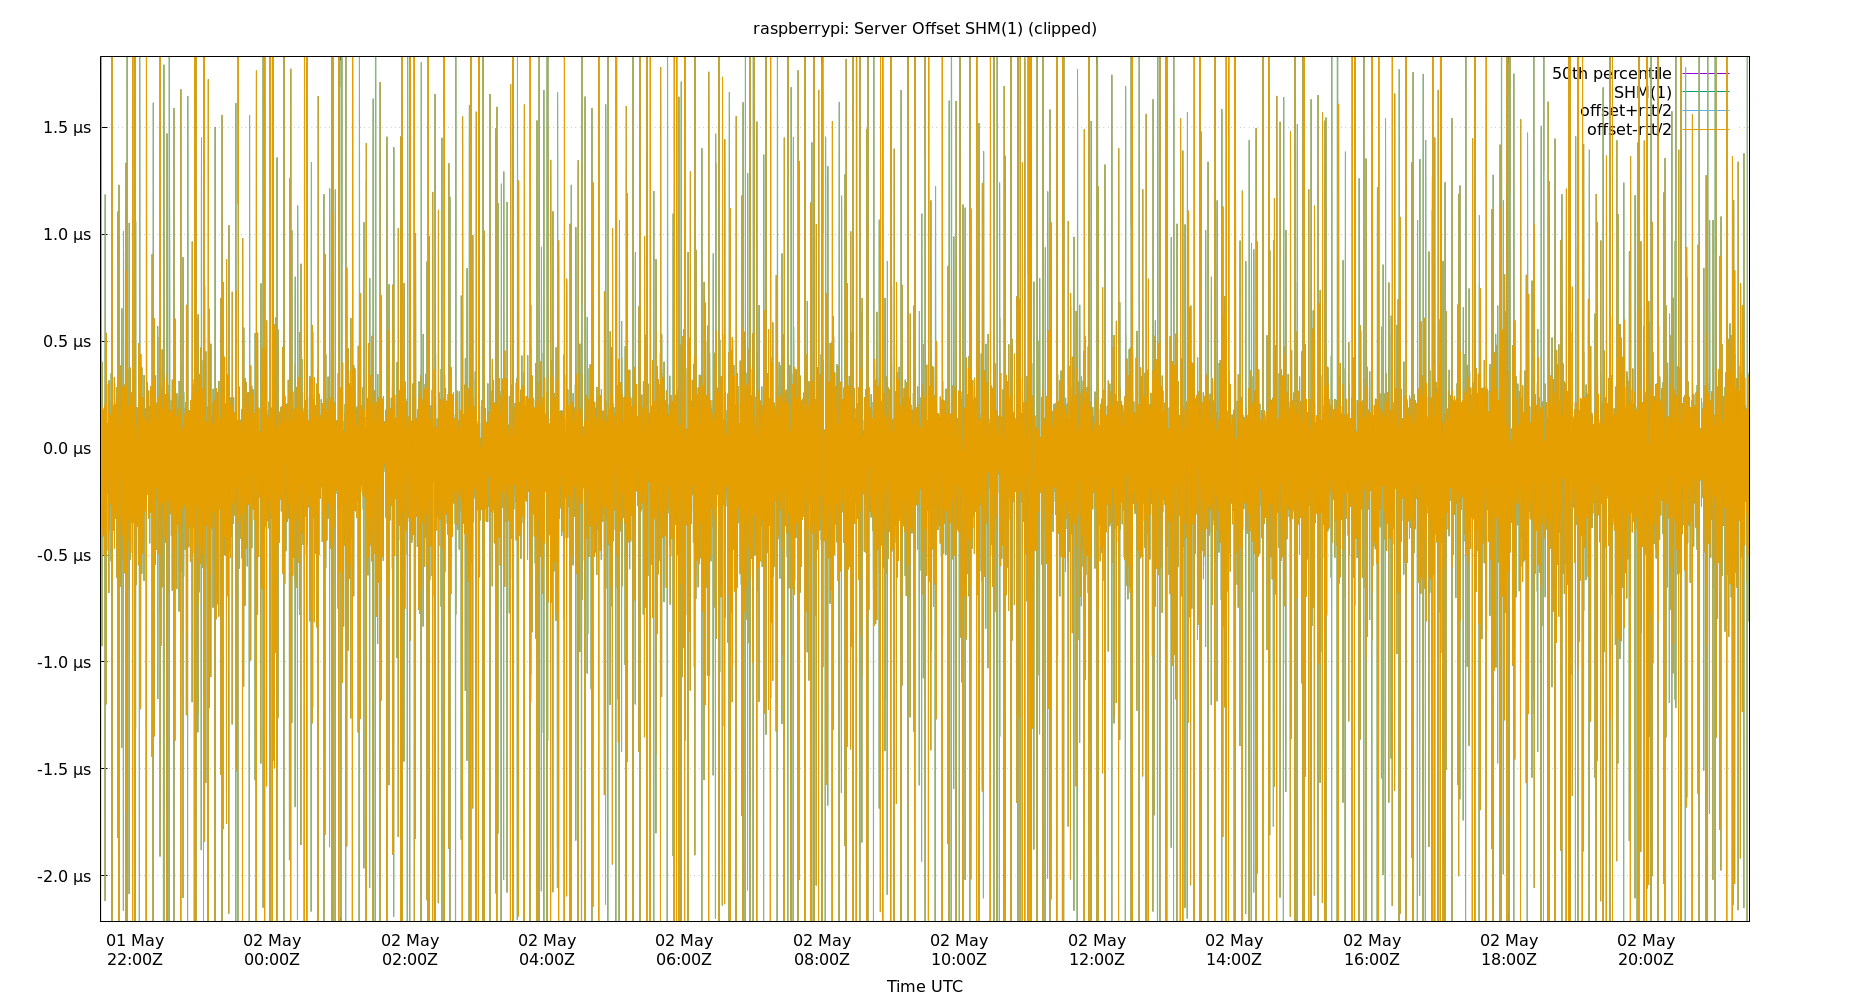 raspberrypi: Server Offset SHM(1) (clipped)
50th percentile
SHM(1)
offset+rtt/2
offset-rtt/2
1.5 µs
1.0 µs
0.5 µs
0.0 µs
-0.5 µs
-1.0 µs
-1.5 µs
-2.0 µs
01 May 02 May 02 May 02 May 02 May 02 May 02 May 02 May 02 May 02 May 02 May 02 May
22:00Z 00:00Z 02:00Z 04:00Z 06:00Z 08:00Z 10:00Z 12:00Z 14:00Z 16:00Z 18:00Z 20:00Z
Time UTC